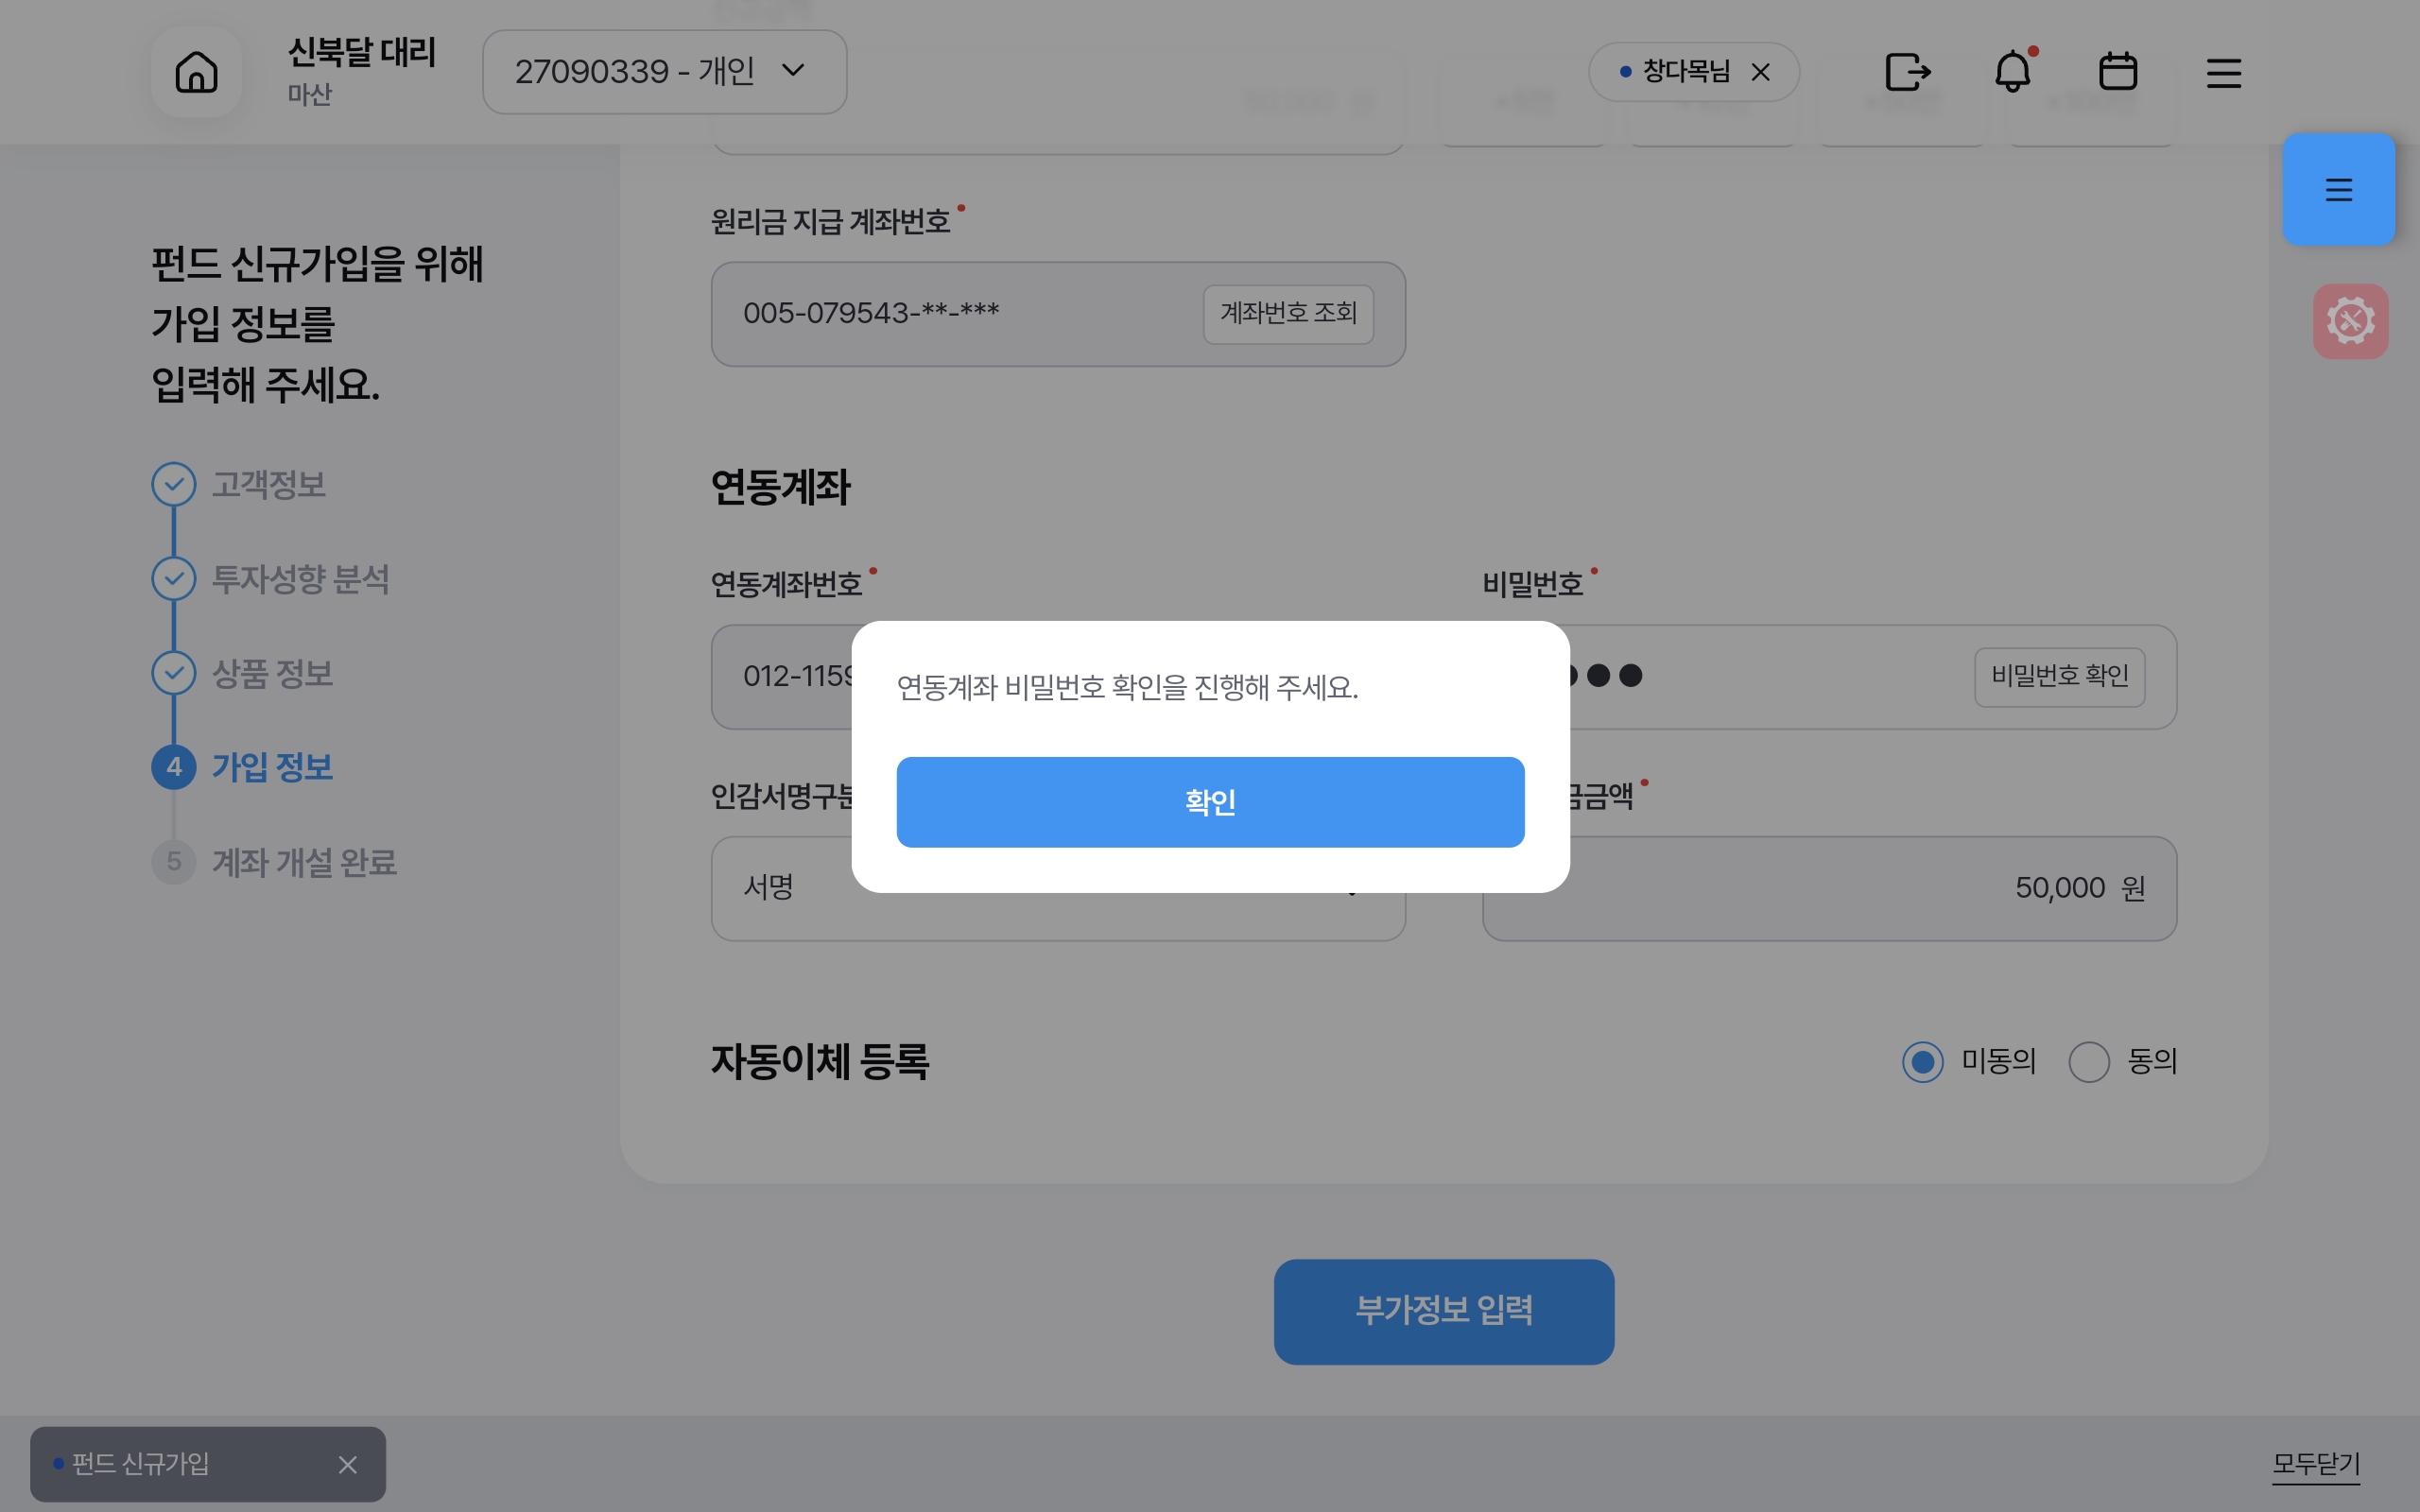 신북달 대리
마산
27090339 - 개인
창다목님
펀드 신규가입을 위해
가입 정보를
입력해 주세요.
고객정보
투자성향 분석
상품 정보
4 가입 정보
5 계좌 개설 완료
원리금 지급 계좌번호
005-079543-**-***
계좌번호 조회
연동계좌
연동계좌번호
비밀번호
012-1159
비밀번호 확인
연동계좌 비밀번호 확인을 진행해 주세요.
확인
인감서명구분
금금액
서명
50,000 원
자동이체 등록
미동의
동의
부가정보 입력
펀드 신규가입
모두닫기